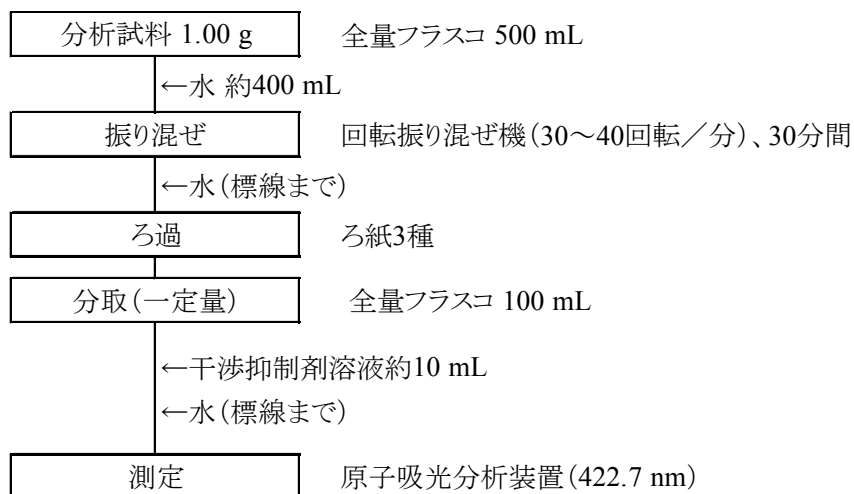 分析試料 1.00 g 全量フラスコ 500 mL
←水 約400 mL
振り混ぜ 回転振り混ぜ機(30~40回転/分)、30分間
←水(標線まで)
ろ過 ろ紙3種
分取(一定量) 全量フラスコ 100 mL
←干渉抑制剤溶液約10 mL
←水(標線まで)
測定 原子吸光分析装置(422.7 nm)